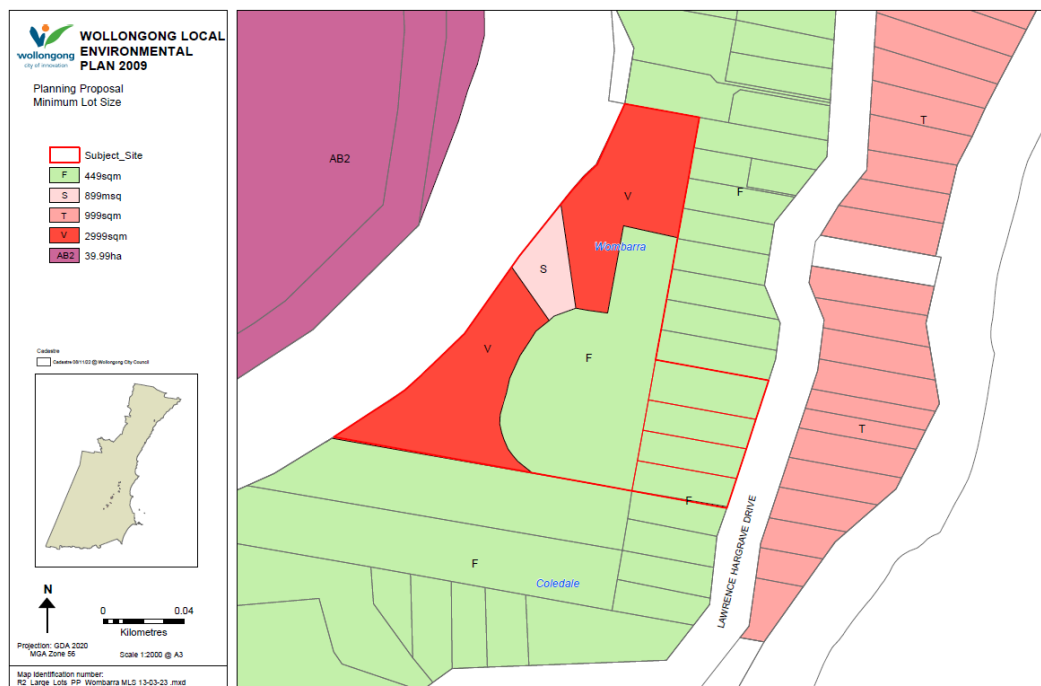 wollongong
city of innovation
WOLLONGONG LOCAL
ENVIRONMENTAL
PLAN 2009
Planning Proposal
Minimum Lot Size
Subject_Site
F 449sqm
S 899msq
T 999sqm
V 2999sqm
AB2 39.99ha
Cadastre
Cadastre 09/11/22 @ Wollongong City Council
N
0 0.04
Kilometres
Projection: GDA 2020
MGA Zone 56
Scale 1:2000 @ A3
Map Identification number:
R2_Large_Lots_PP_Wombarra MLS 13-03-23 .mxd
AB2
T
V
F
Wombarra
S
V
F
T
F
LAWRENCE HARGRAVE DRIVE
F
Coledale